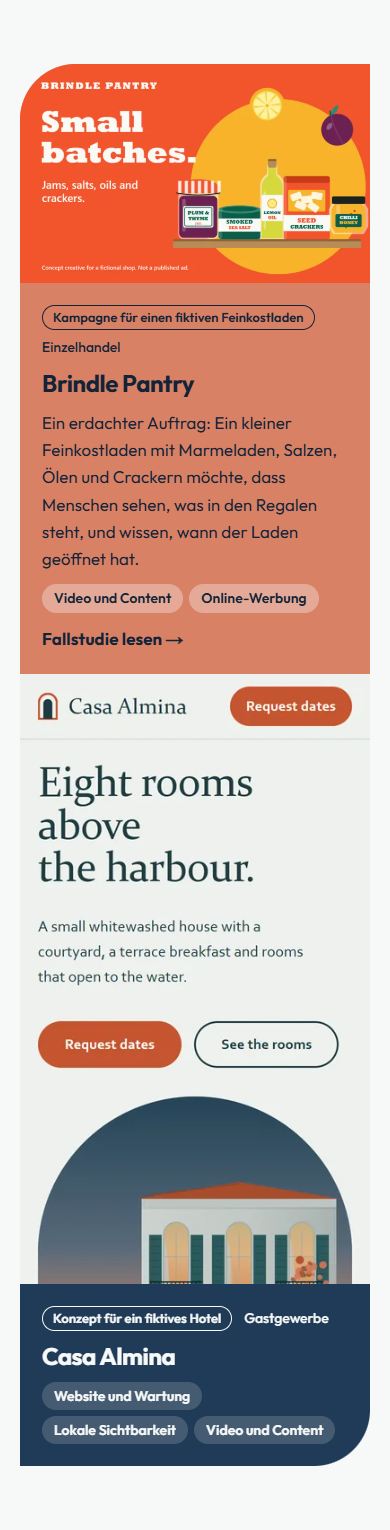 BRINDLE PANTRY
Small
batches.
Jams, salts, oils and
crackers.
PLUM &
THYME
SMOKED
SEA SALT
LEMON
OIL
SEED
CRACKERS
CHILLI
HONEY
Concept creative for a fictional shop. Not a published ad.
Kampagne für einen fiktiven Feinkostladen
Einzelhandel
Brindle Pantry
Ein erdachter Auftrag: Ein kleiner
Feinkostladen mit Marmeladen, Salzen,
Ölen und Crackern möchte, dass
Menschen sehen, was in den Regalen
steht, und wissen, wann der Laden
geöffnet hat.
Video und Content Online-Werbung
Fallstudie lesen →
Casa Almina Request dates
Eight rooms
above
the harbour.
A small whitewashed house with a
courtyard, a terrace breakfast and rooms
that open to the water.
Request dates See the rooms
Konzept für ein fiktives Hotel Gastgewerbe
Casa Almina
Website und Wartung
Lokale Sichtbarkeit Video und Content